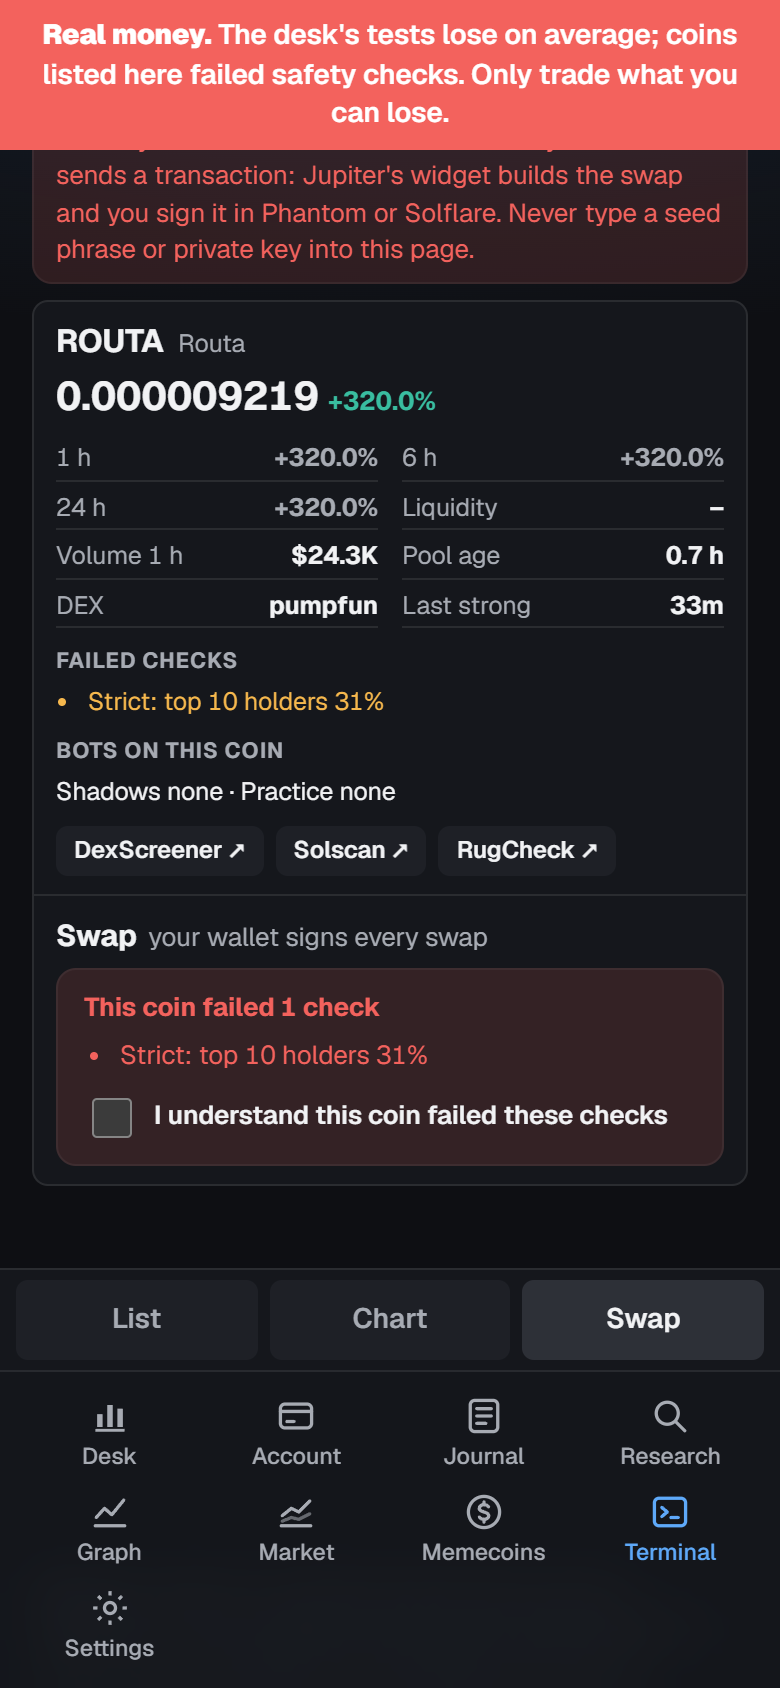 Real money. The desk's tests lose on average; coins
listed here failed safety checks. Only trade what you
can lose.
sends a transaction: Jupiter's widget builds the swap
and you sign it in Phantom or Solflare. Never type a seed
phrase or private key into this page.
ROUTA Routa
0.000009219 +320.0%
1 h +320.0% 6 h +320.0%
24 h +320.0% Liquidity –
Volume 1 h $24.3K Pool age 0.7 h
DEX pumpfun Last strong 33m
FAILED CHECKS
• Strict: top 10 holders 31%
BOTS ON THIS COIN
Shadows none · Practice none
DexScreener ↗ Solscan ↗ RugCheck ↗
Swap your wallet signs every swap
This coin failed 1 check
• Strict: top 10 holders 31%
I understand this coin failed these checks
List Chart Swap
Desk Account Journal Research
Graph Market Memecoins Terminal
Settings